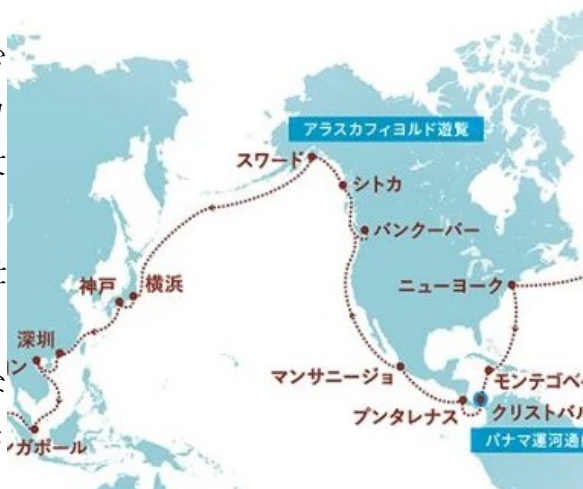 アラスカフィヨルド遊覧
スワード
シトカ
バンクーバー
ニューヨーク
神戸
横浜
深圳
ン
マンサニージョ
モンテゴベ
プンタレナス
クリストバル
ンガポール
パナマ運河通